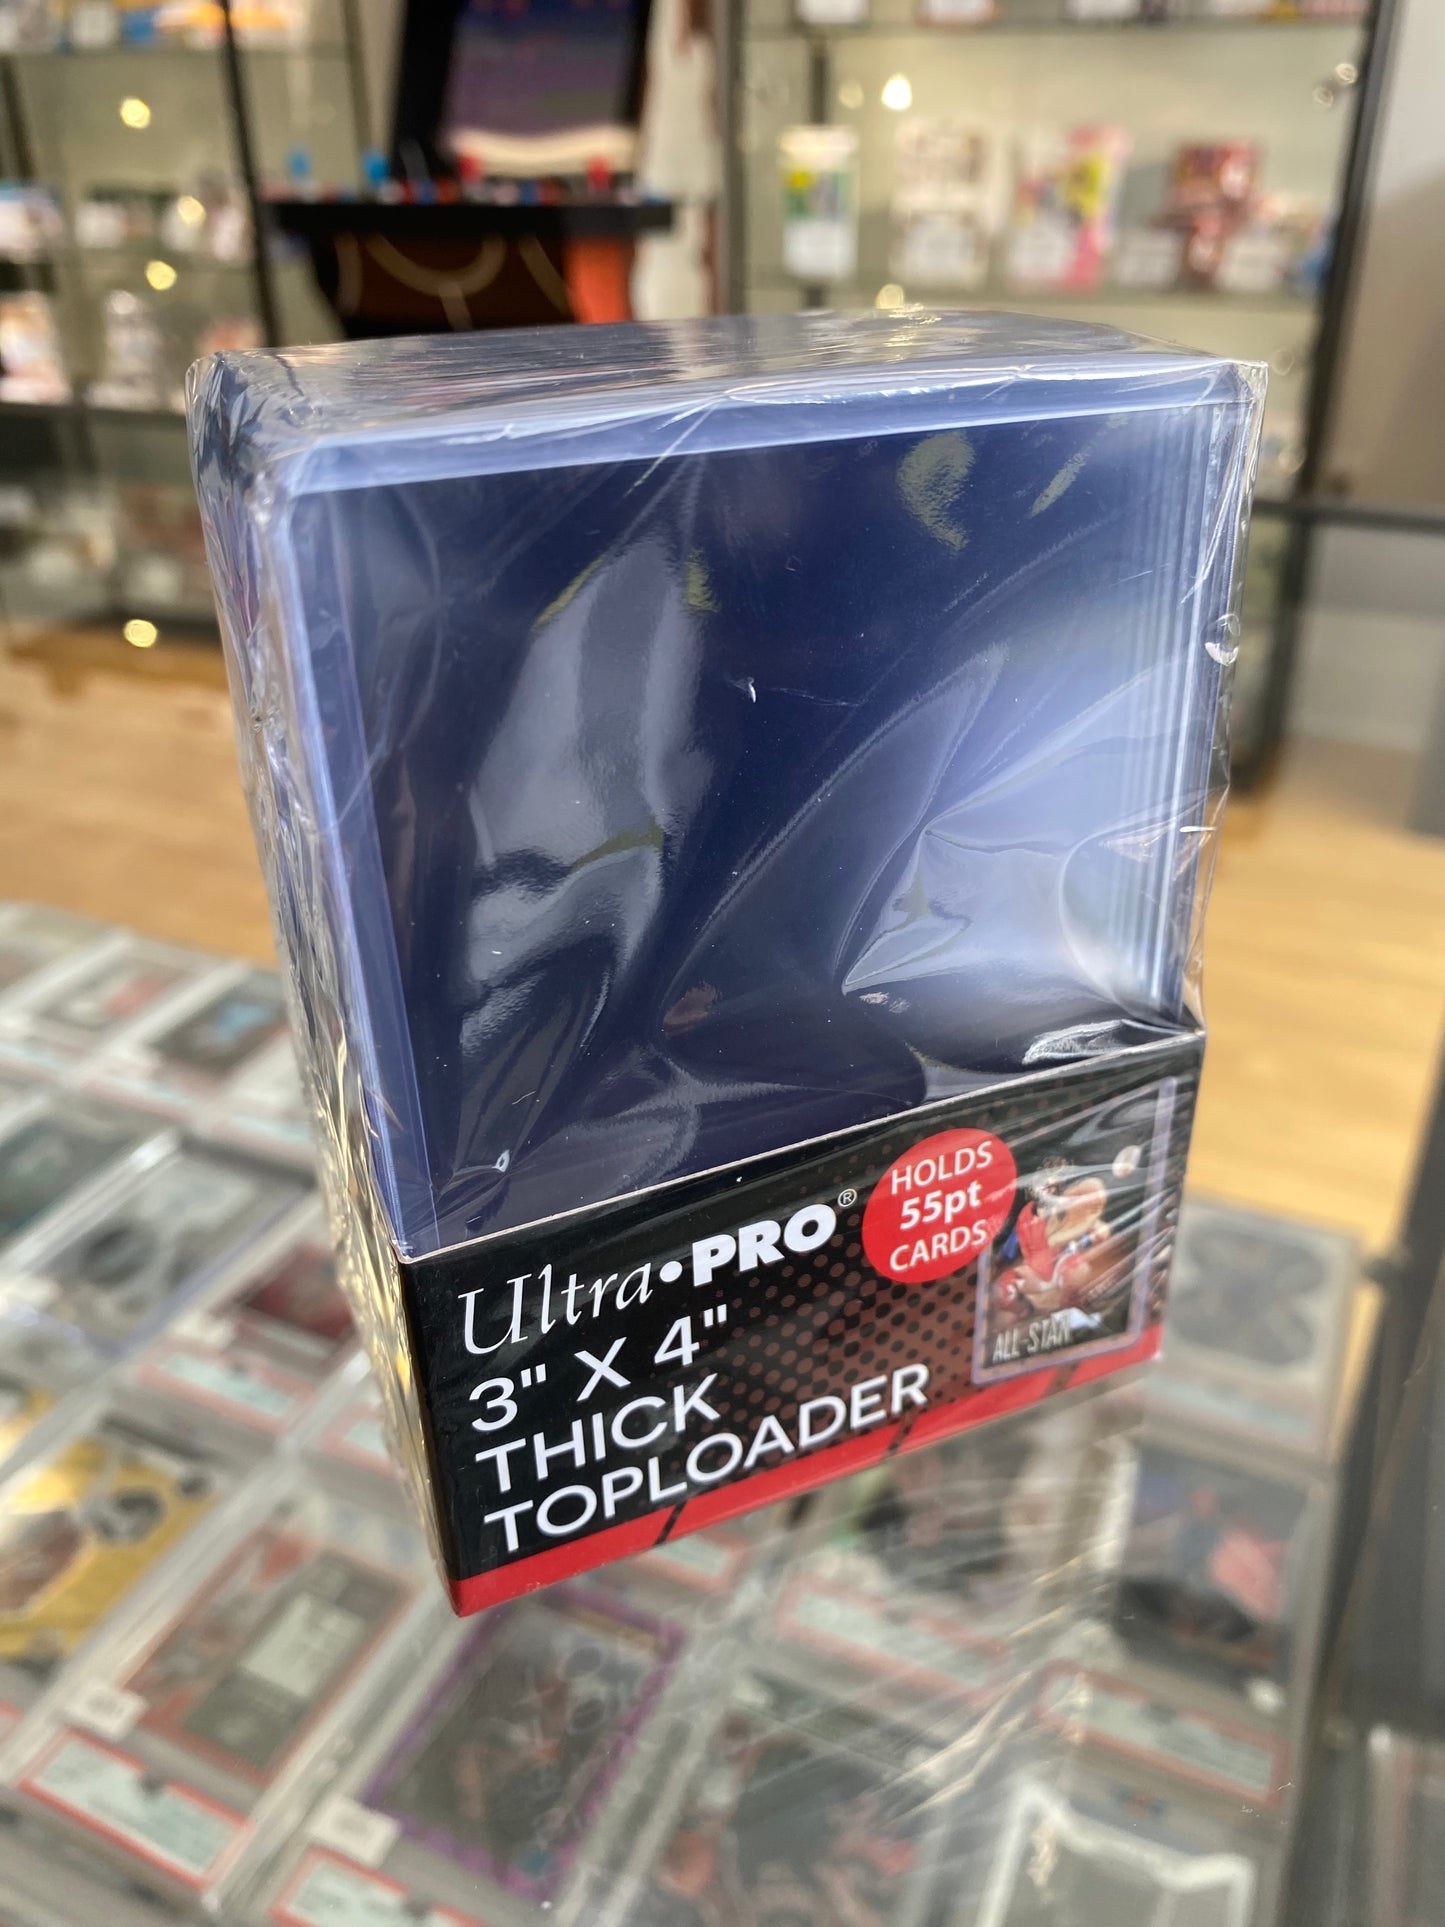 Ultra•PRO®
3" X 4"
THICK
TOPLOADER
HOLDS
55pt
CARDS
ALL-STAR